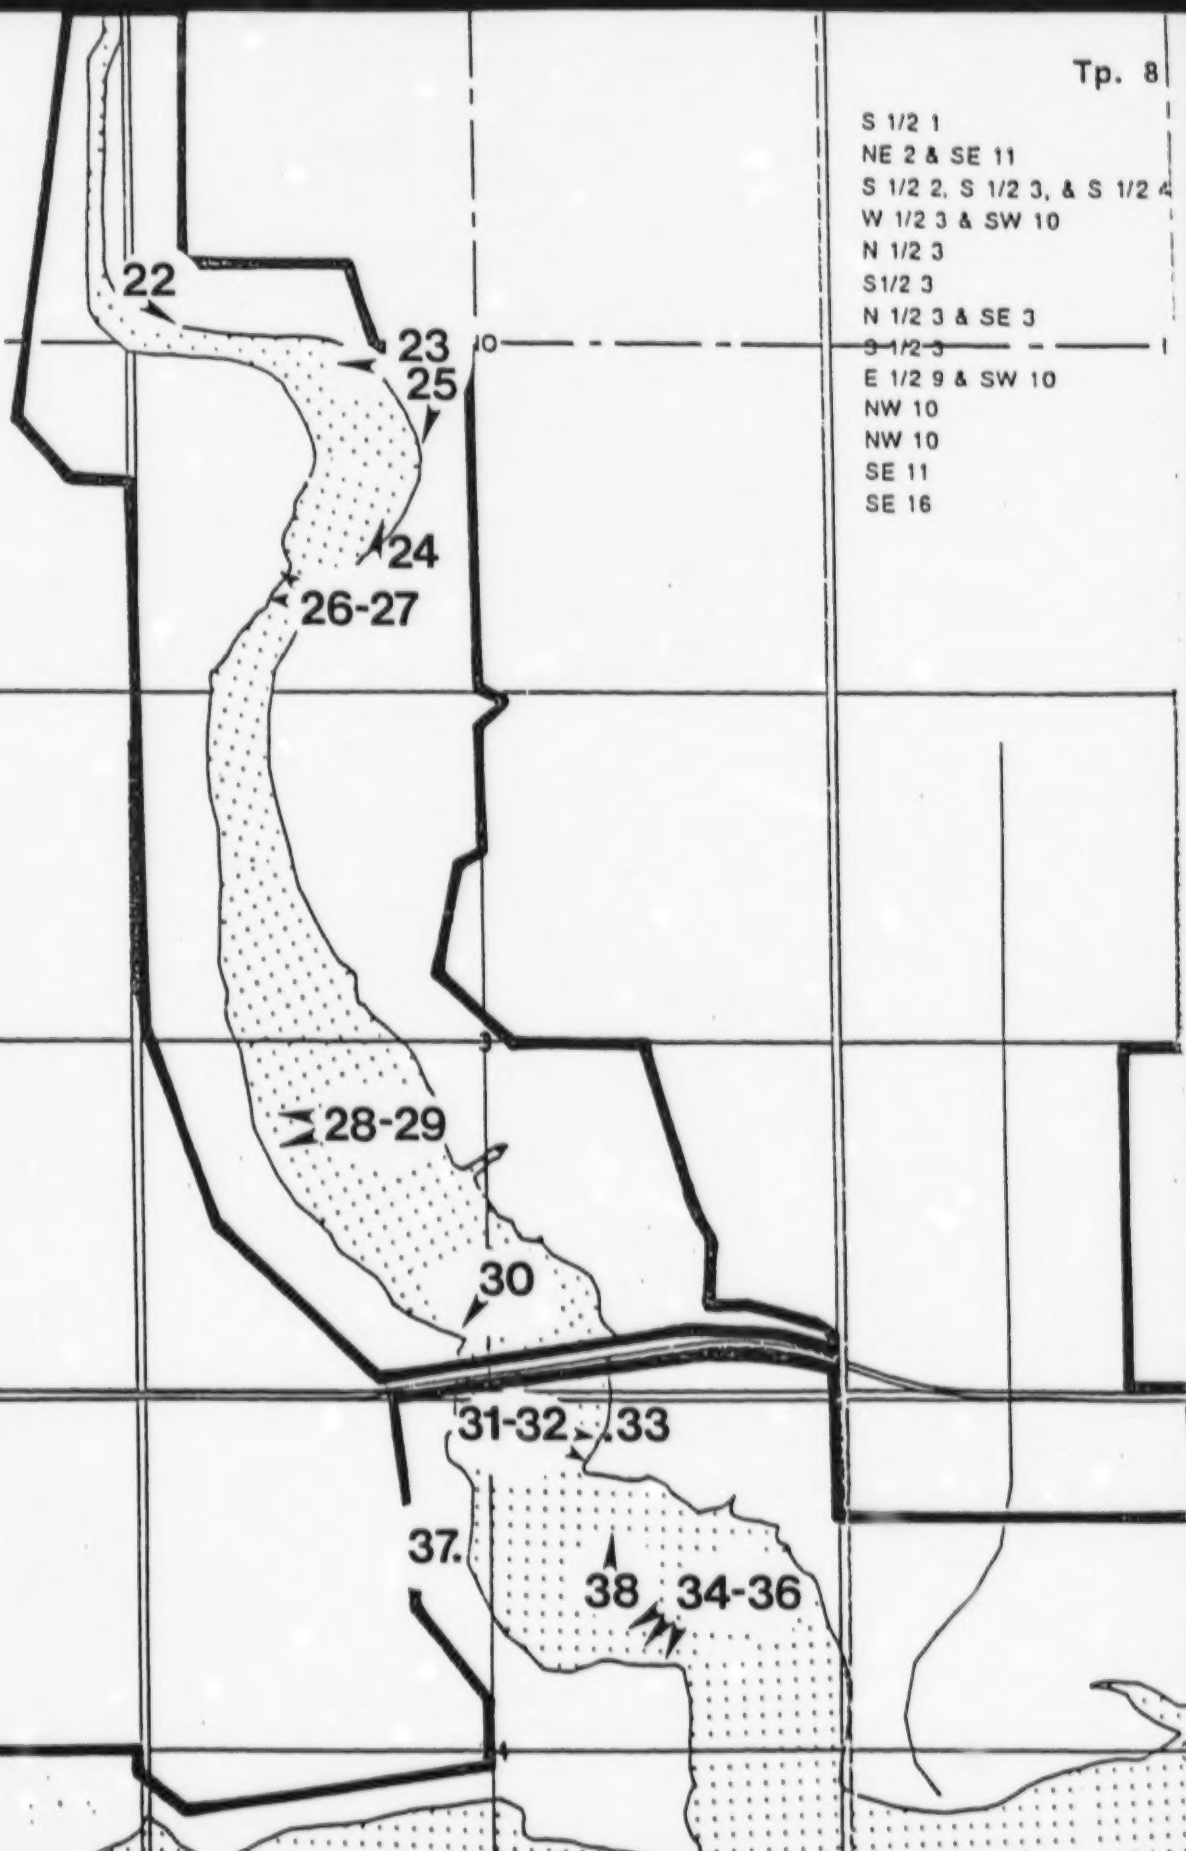 Tp. 8
S 1/2 1
NE 2 & SE 11
S 1/2 2, S 1/2 3, & S 1/2 4
W 1/2 3 & SW 10
N 1/2 3
S1/2 3
N 1/2 3 & SE 3
S 1/2 3
E 1/2 9 & SW 10
NW 10
NW 10
SE 11
SE 16
22
23
10
25
24
26-27
3
28-29
30
31-32
.33
37.
38
34-36
4